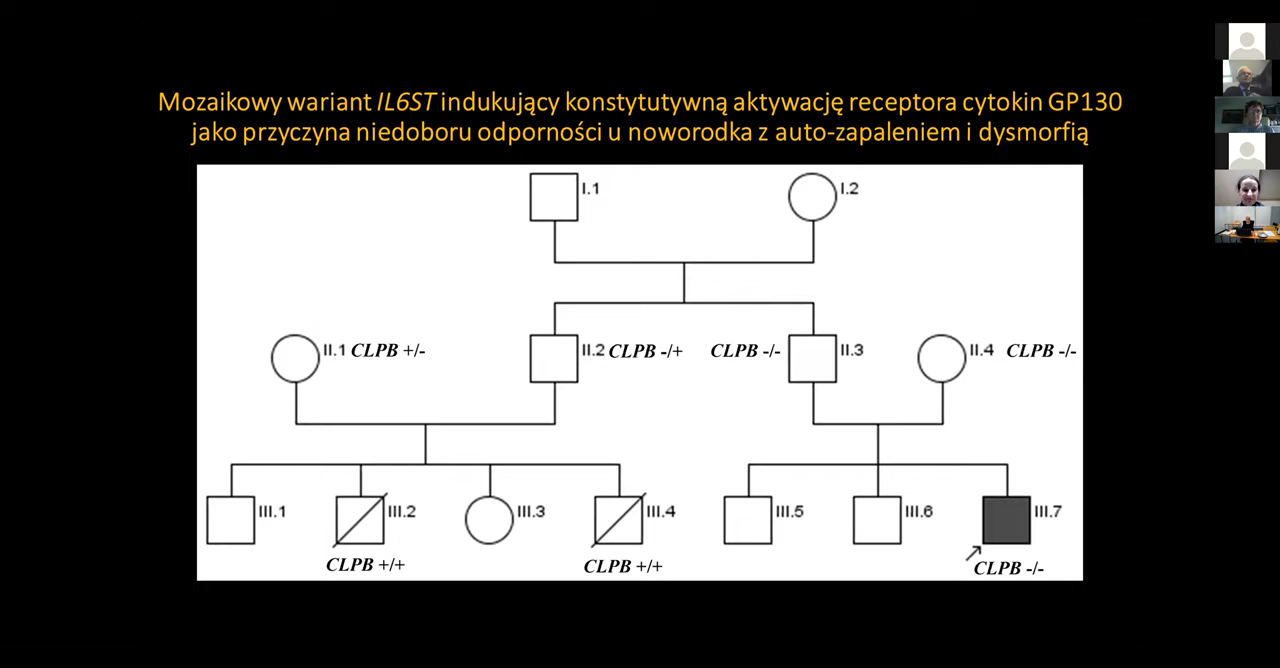 Mozaikowy wariant IL6ST indukujący konstytutywną aktywację receptora cytokin GP130
jako przyczyna niedoboru odporności u noworodka z auto-zapaleniem i dysmorfią
I.1
I.2
II.1 CLPB +/-
II.2 CLPB -/+
CLPB -/- II.3
II.4 CLPB -/-
III.1
III.2
III.3
III.4
III.5
III.6
III.7
CLPB +/+
CLPB +/+
CLPB -/-